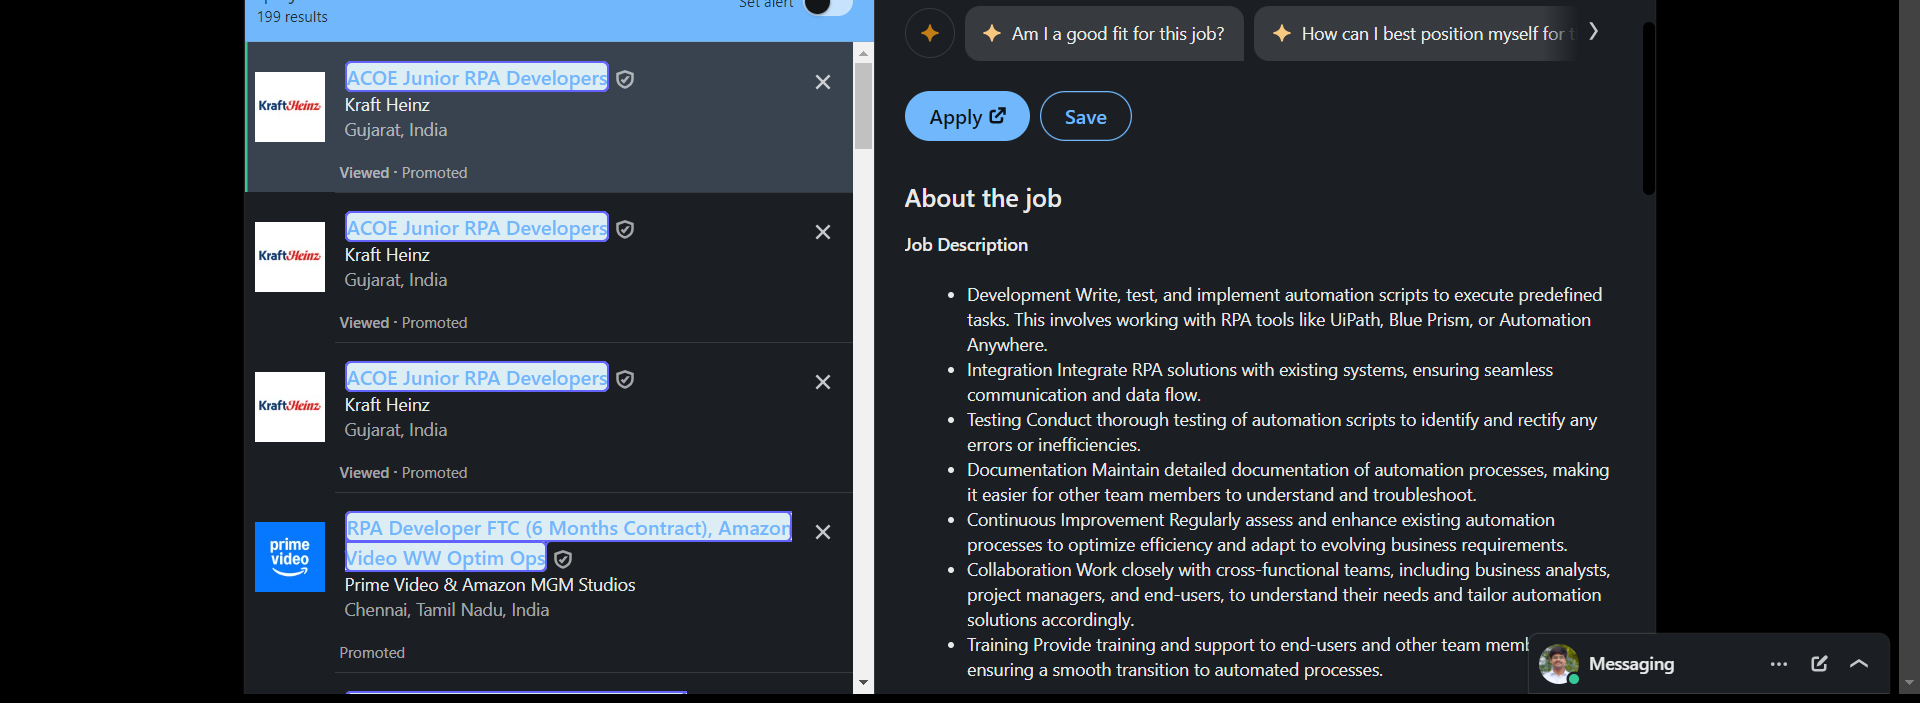 Set alert
199 results
KraftHeinz
ACOE Junior RPA Developers
Kraft Heinz
Gujarat, India
Viewed · Promoted
KraftHeinz
ACOE Junior RPA Developers
Kraft Heinz
Gujarat, India
Viewed · Promoted
KraftHeinz
ACOE Junior RPA Developers
Kraft Heinz
Gujarat, India
Viewed · Promoted
prime
video
RPA Developer FTC (6 Months Contract), Amazon
Video WW Optim Ops
Prime Video & Amazon MGM Studios
Chennai, Tamil Nadu, India
Promoted
Am I a good fit for this job?
How can I best position myself for
Apply
Save
About the job
Job Description
• Development Write, test, and implement automation scripts to execute predefined
tasks. This involves working with RPA tools like UiPath, Blue Prism, or Automation
Anywhere.
• Integration Integrate RPA solutions with existing systems, ensuring seamless
communication and data flow.
• Testing Conduct thorough testing of automation scripts to identify and rectify any
errors or inefficiencies.
• Documentation Maintain detailed documentation of automation processes, making
it easier for other team members to understand and troubleshoot.
• Continuous Improvement Regularly assess and enhance existing automation
processes to optimize efficiency and adapt to evolving business requirements.
• Collaboration Work closely with cross-functional teams, including business analysts,
project managers, and end-users, to understand their needs and tailor automation
solutions accordingly.
• Training Provide training and support to end-users and other team
ensuring a smooth transition to automated processes.
Messaging